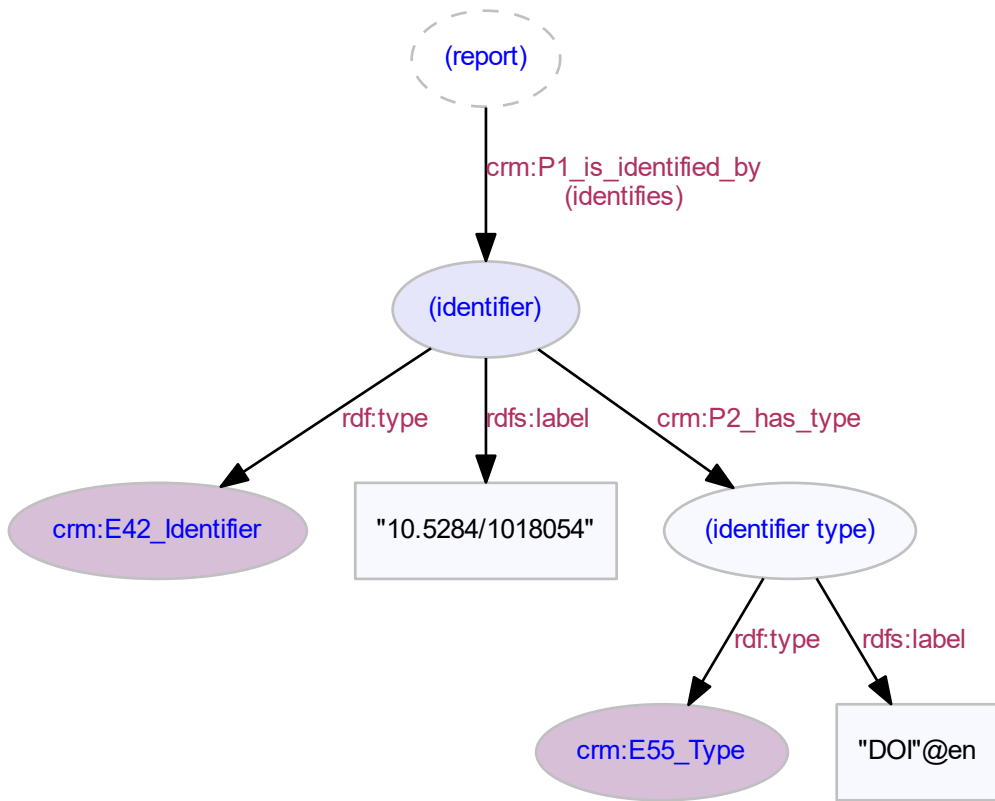 (report)
crm:P1_is_identified_by
(identifies)
(identifier)
rdf:type
rdfs:label
crm:P2_has_type
crm:E42_Identifier
"10.5284/1018054"
(identifier type)
rdf:type
rdfs:label
crm:E55_Type
"DOI"@en